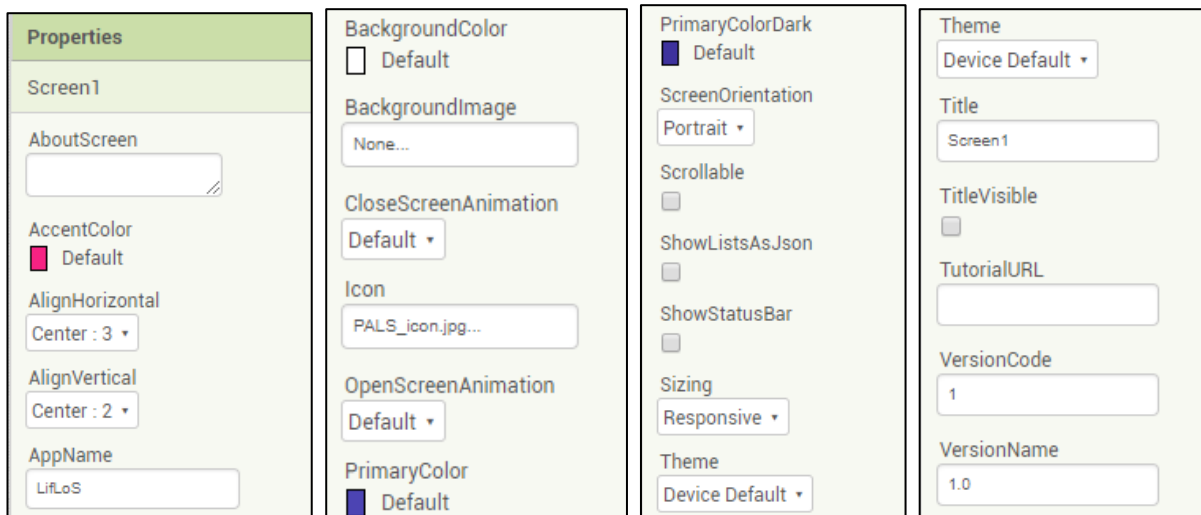 Properties
Screen1
AboutScreen
AccentColor
Default
AlignHorizontal
Center : 3
AlignVertical
Center : 2
AppName
LifLoS
BackgroundColor
Default
BackgroundImage
None...
CloseScreenAnimation
Default
Icon
PALS_icon.jpg...
OpenScreenAnimation
Default
PrimaryColor
Default
PrimaryColorDark
Default
ScreenOrientation
Portrait
Scrollable
ShowListsAsJson
ShowStatusBar
Sizing
Responsive
Theme
Device Default
Theme
Device Default
Title
Screen1
TitleVisible
TutorialURL
VersionCode
1
VersionName
1.0